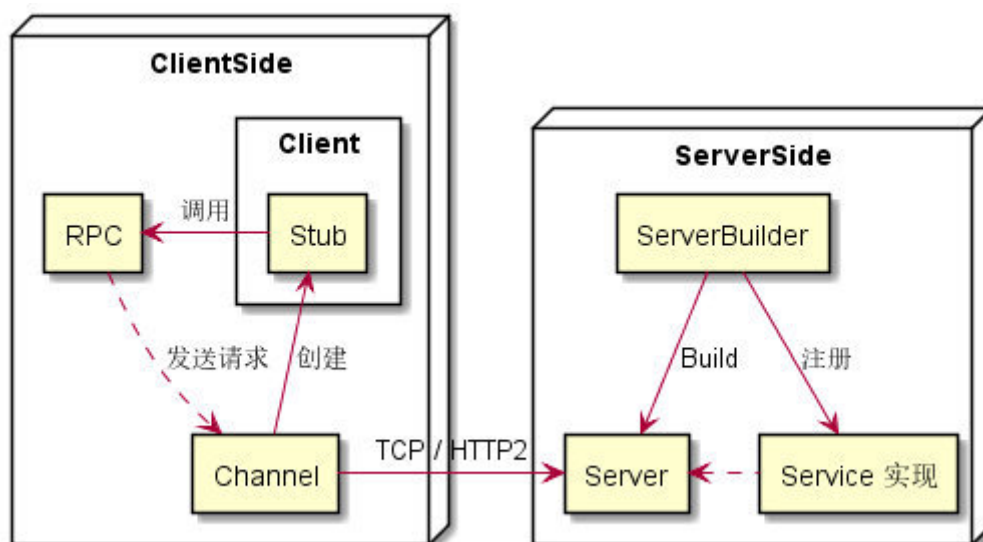 ClientSide
Client
RPC
调用
Stub
发送请求
创建
Channel
TCP / HTTP2
ServerSide
ServerBuilder
Build
注册
Server
Service 实现